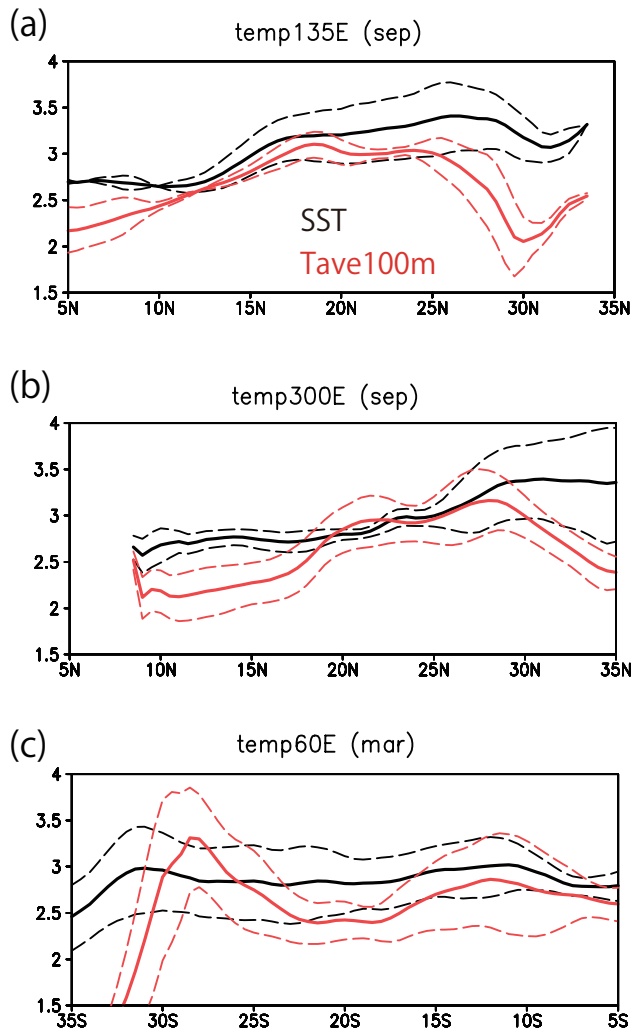 (a)
temp135E (sep)
4
3.5
3
2.5
2
1.5
SST
Tave100m
5N 10N 15N 20N 25N 30N 35N
(b)
temp300E (sep)
4
3.5
3
2.5
2
1.5
5N 10N 15N 20N 25N 30N 35N
(c)
temp60E (mar)
4
3.5
3
2.5
2
1.5
35S 30S 25S 20S 15S 10S 5S